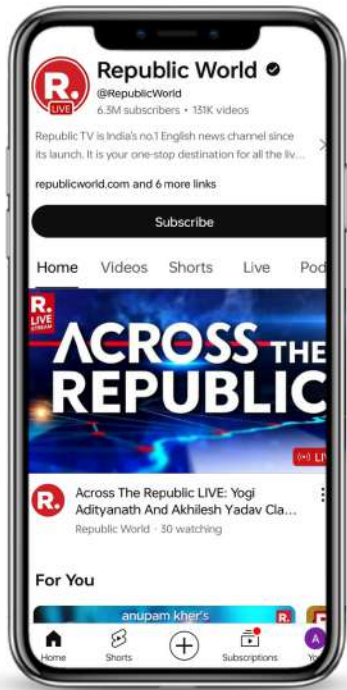 R.
LIVE
Republic World
@RepublicWorld
6.3M subscribers • 131K videos
Republic TV is India's no.1 English news channel since
its launch. It is your one-stop destination for all the liv...
republicworld.com and 6 more links
Subscribe
Home Videos Shorts Live Pod
R.
LIVE
STREAM
ACROSS THE
REPUBLIC
LIV
R.
Across The Republic LIVE: Yogi
Adityanath And Akhilesh Yadav Cla...
Republic World · 30 watching
For You
anupam kher's
R.
Home Shorts Subscriptions A You